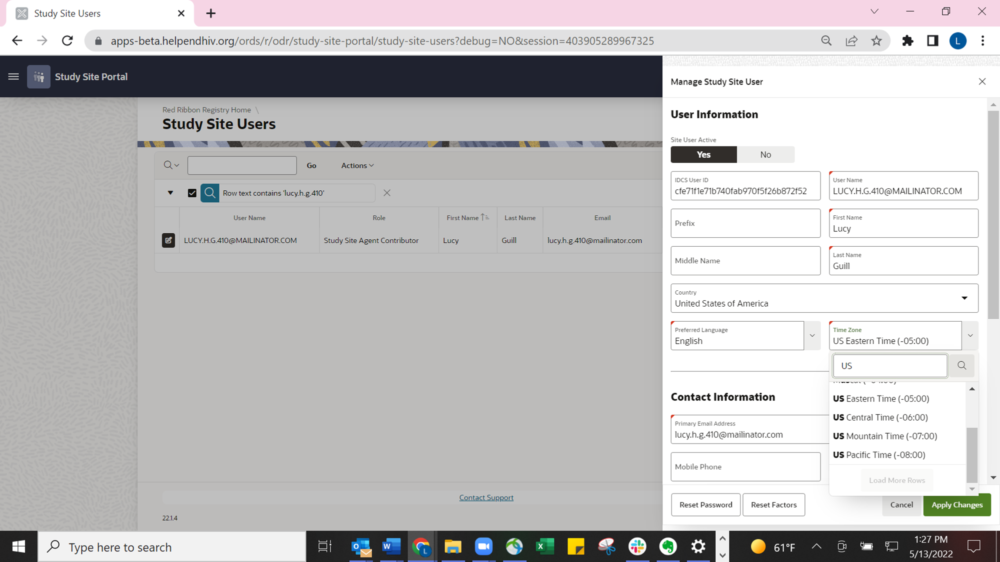 Study Site Users
apps-beta.helpendhiv.org/ords/r/odr/study-site-portal/study-site-users?debug=NO&session=403905289967325
L
Study Site Portal
Red Ribbon Registry Home \
Study Site Users
Go
Actions
Row text contains 'lucy.h.g.410'
User Name Role First Name Last Name Email
LUCY.H.G.410@MAILINATOR.COM Study Site Agent Contributor Lucy Guill lucy.h.g.410@mailinator.com
Contact Support
22.1.4
Manage Study Site User
User Information
Site User Active
Yes No
IDCS User ID
cfe71f1e71b740fab970f5f26b872f52
User Name
LUCY.H.G.410@MAILINATOR.COM
Prefix
First Name
Lucy
Middle Name
Last Name
Guill
Country
United States of America
Preferred Language
English
Time Zone
US Eastern Time (-05:00)
US
US Eastern Time (-05:00)
US Central Time (-06:00)
US Mountain Time (-07:00)
US Pacific Time (-08:00)
Load More Rows
Contact Information
Primary Email Address
lucy.h.g.410@mailinator.com
Mobile Phone
Reset Password Reset Factors Cancel Apply Changes
Type here to search
61°F
1:27 PM
5/13/2022